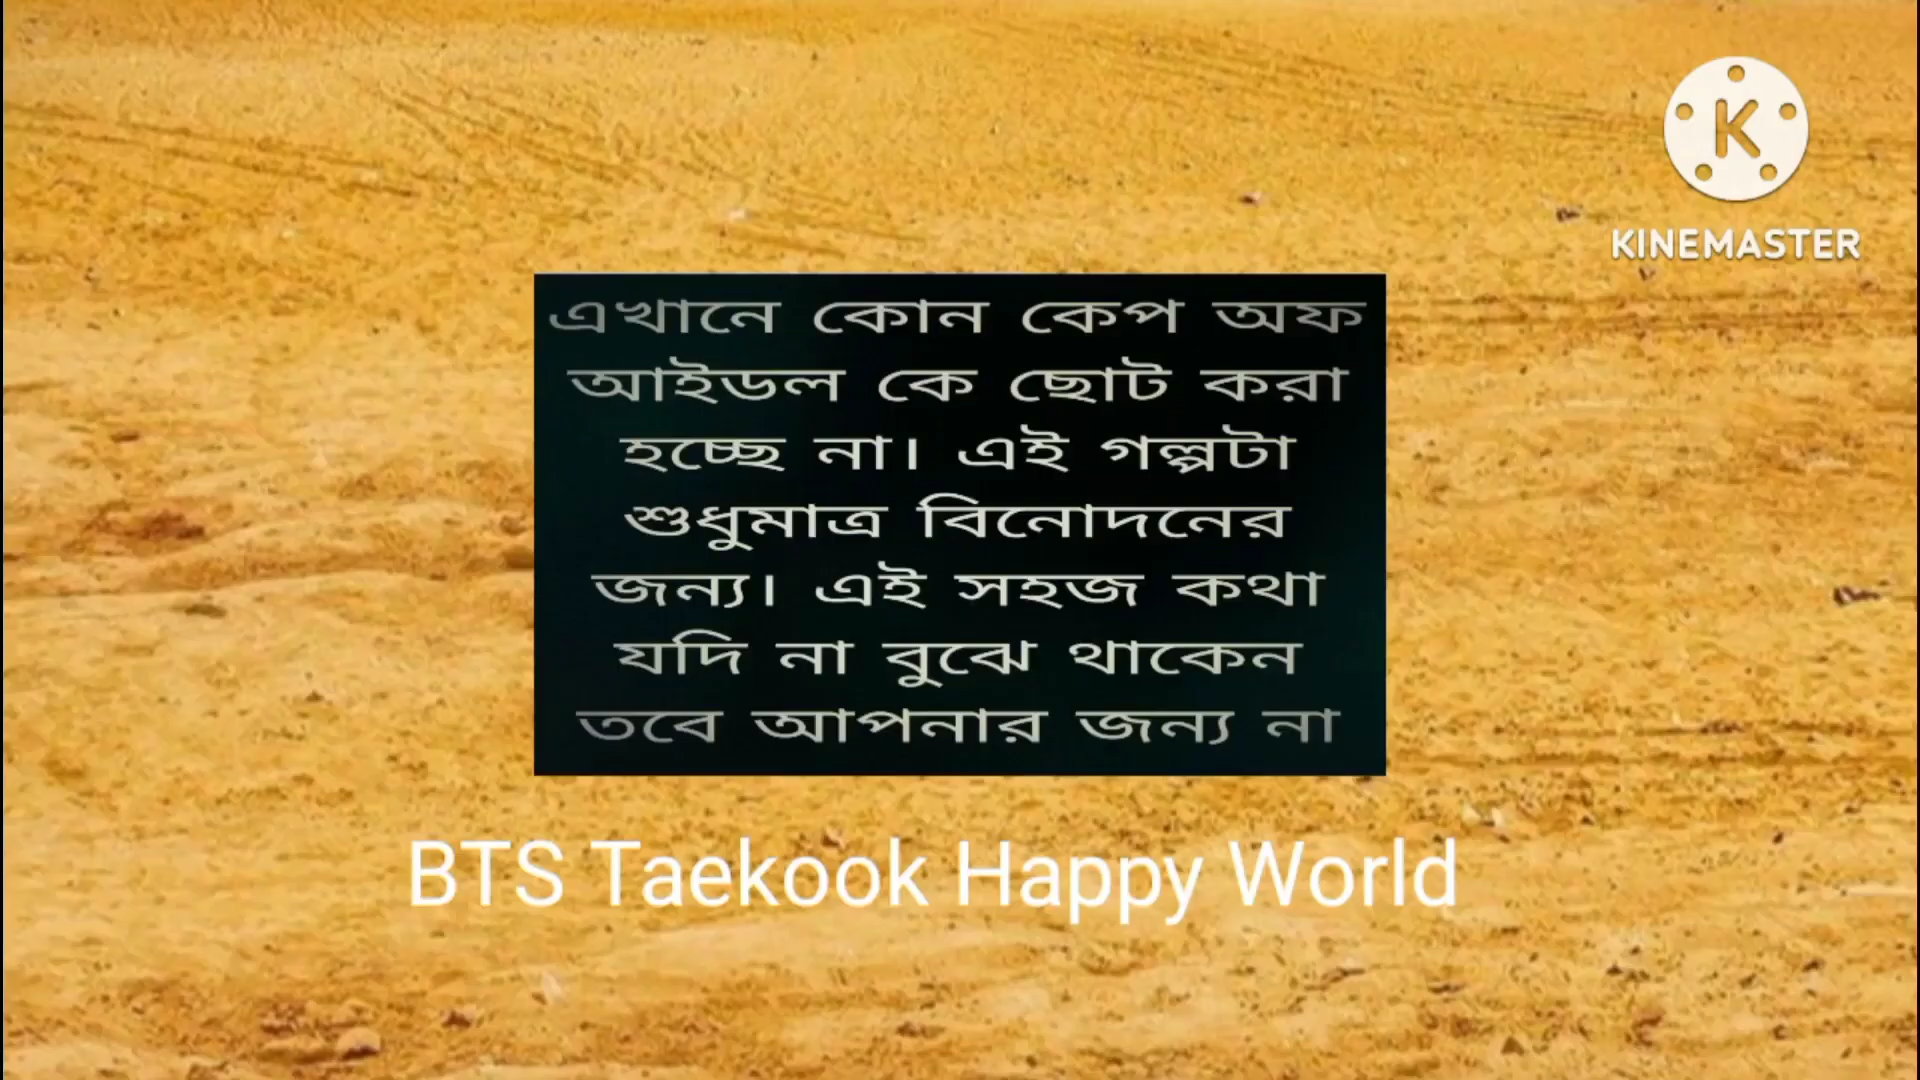 K
KINEMASTER
এখানে কোন কেপ অফ
আইডল কে ছোট করা
হচ্ছে না। এই গল্পটা
শুধুমাত্র বিনোদনের
জন্য। এই সহজ কথা
যদি না বুঝে থাকেন
তবে আপনার জন্য না
BTS Taekook Happy World